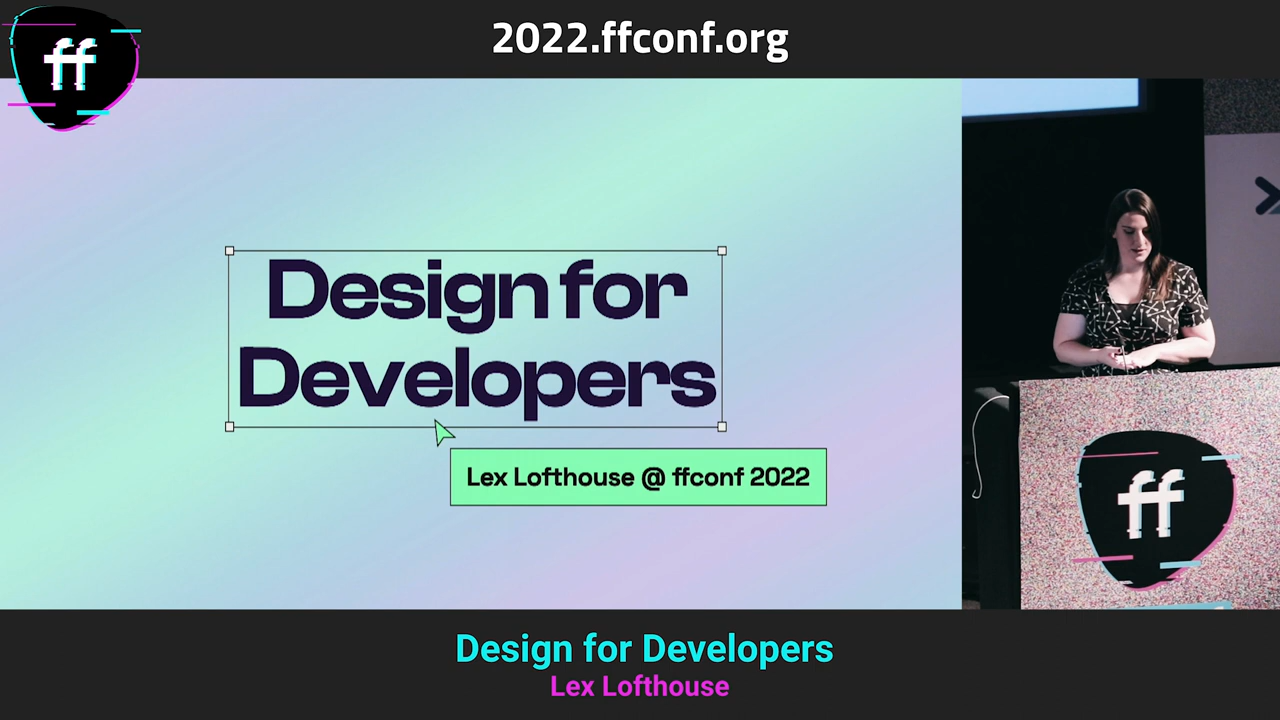 ff
2022.ffconf.org
Design for
Developers
Lex Lofthouse @ ffconf 2022
ff
Design for Developers
Lex Lofthouse